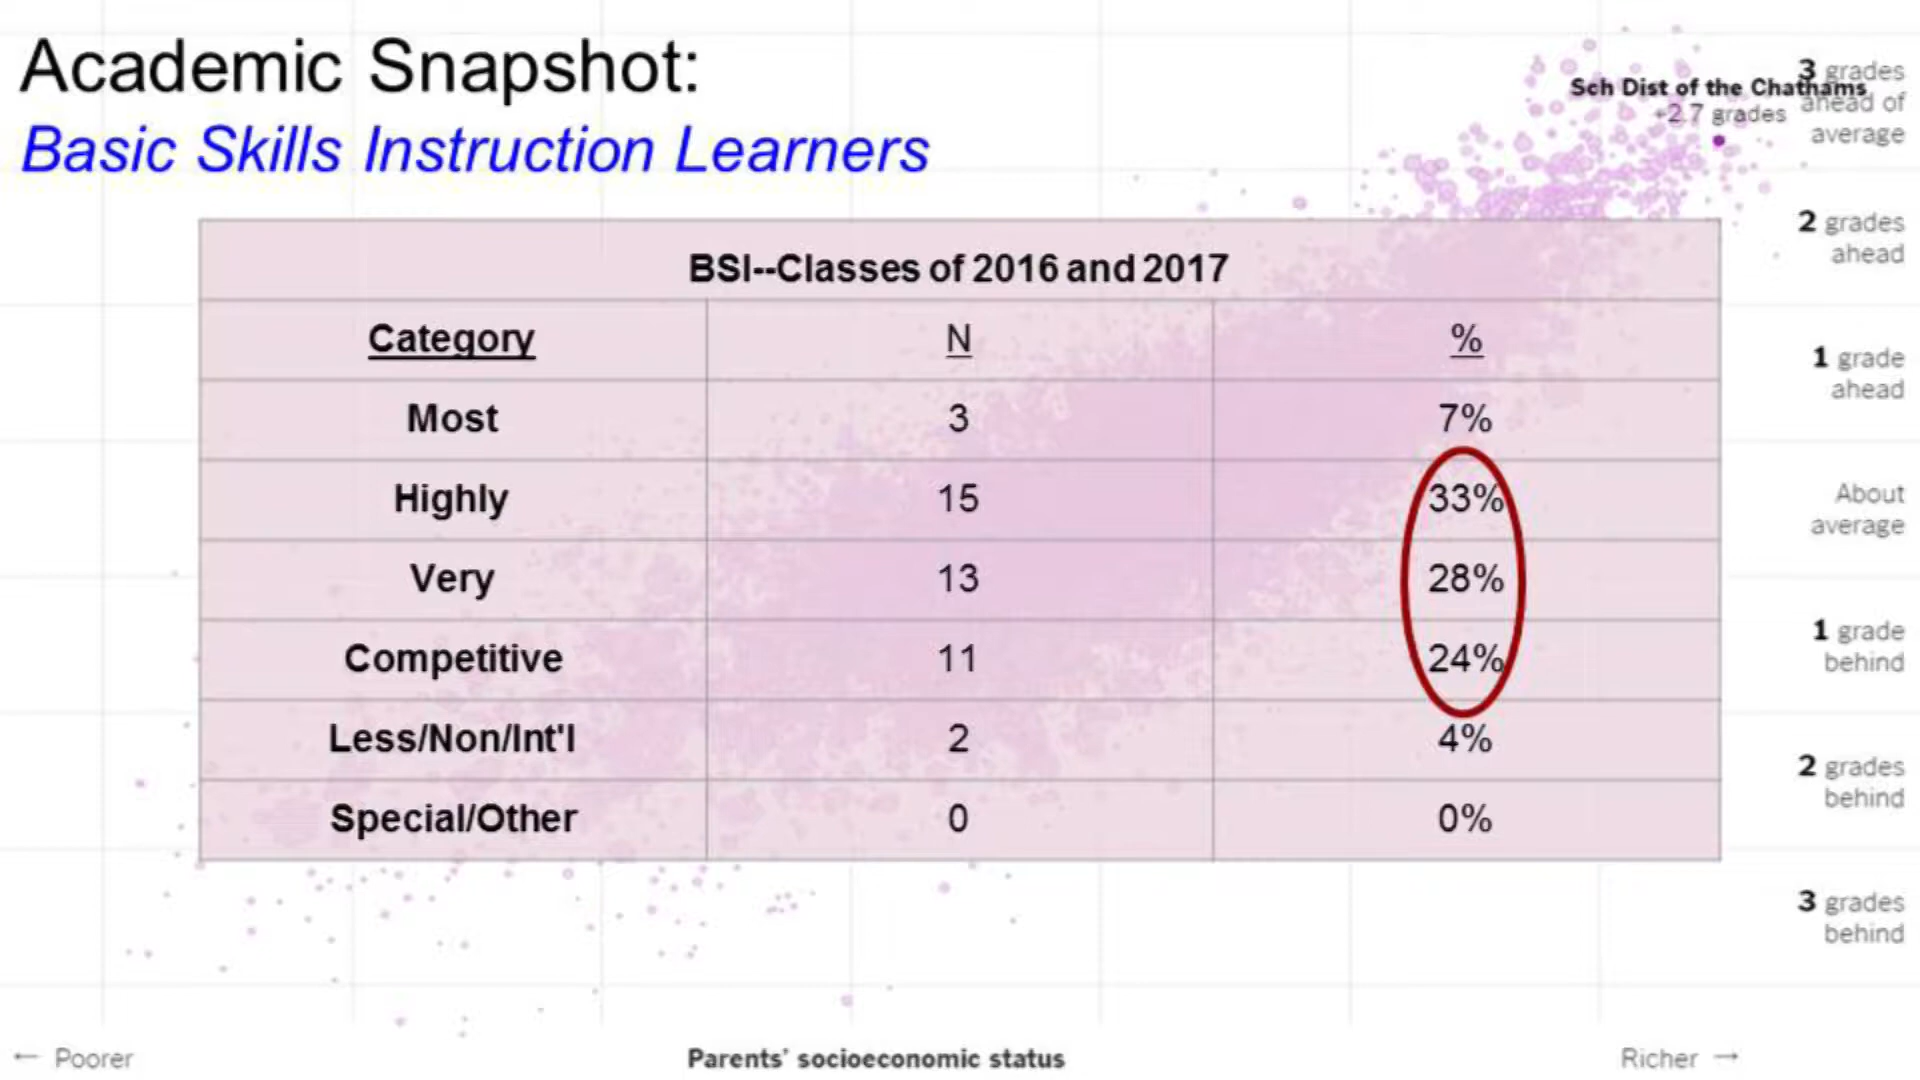 Academic Snapshot:
Basic Skills Instruction Learners
Sch Dist of the Chathams
+2.7 grades
3 grades
ahead of
average
2 grades
ahead
1 grade
ahead
About
average
1 grade
behind
2 grades
behind
3 grades
behind
BSI--Classes of 2016 and 2017
Category N %
Most 3 7%
Highly 15 33%
Very 13 28%
Competitive 11 24%
Less/Non/Int'l 2 4%
Special/Other 0 0%
← Poorer Parents' socioeconomic status Richer →